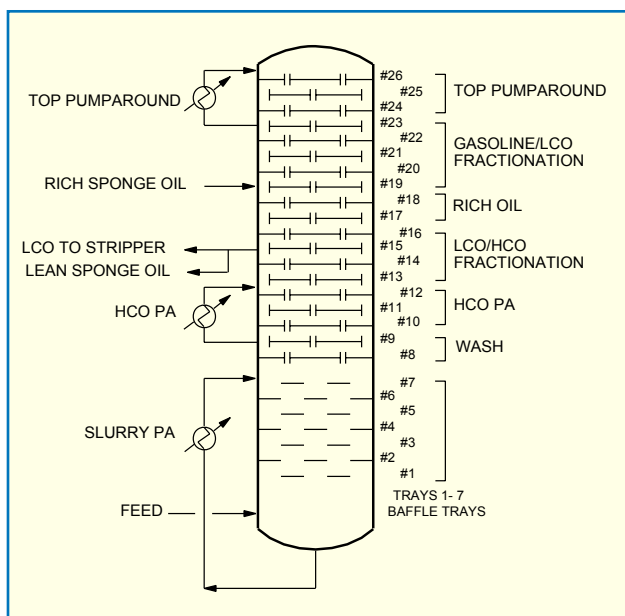 #26
#25
TOP PUMPAROUND
TOP PUMPAROUND
#24
#23
#22
GASOLINE/LCO
FRACTIONATION
#21
#20
RICH SPONGE OIL
#19
#18
RICH OIL
#17
#16
LCO TO STRIPPER
#15
LCO/HCO
FRACTIONATION
LEAN SPONGE OIL
#14
#13
#12
HCO PA
#11
HCO PA
#10
#9
WASH
#8
#7
#6
#5
SLURRY PA
#4
#3
#2
#1
TRAYS 1- 7
BAFFLE TRAYS
FEED